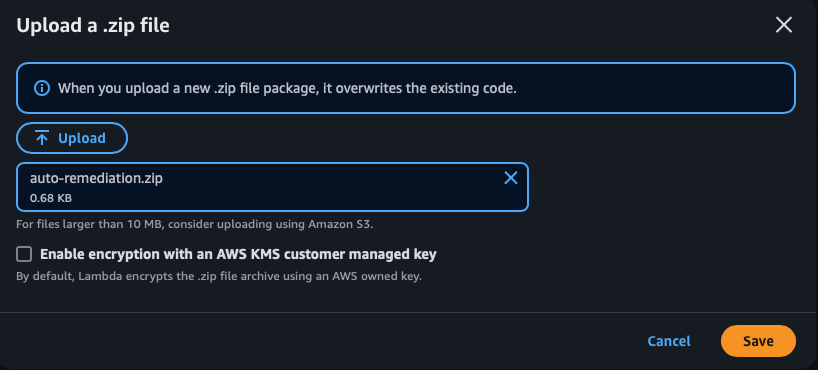 Upload a .zip file
When you upload a new .zip file package, it overwrites the existing code.
Upload
auto-remediation.zip
0.68 KB
For files larger than 10 MB, consider uploading using Amazon S3.
Enable encryption with an AWS KMS customer managed key
By default, Lambda encrypts the .zip file archive using an AWS owned key.
Cancel
Save